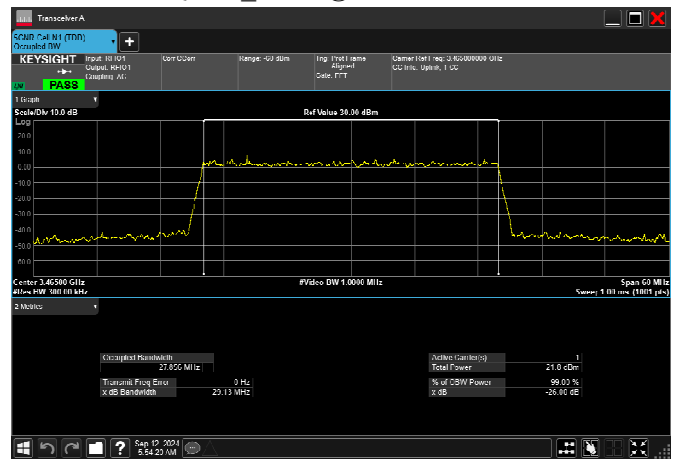 Transceiver A
5GNR Cell N1 (TDD)
Occupied BW
+
KEYSIGHT
Input: RFIO1
Output: RFIO1
Coupling: AC
Corr CCorr
Range: -60 dBm
Trig: Prdt Frame
Aligned
Gate: FFT
Carrier Ref Freq: 3.465000000 GHz
CC Info: Uplink, 1 CC
PASS
1 Graph
Scale/Div 10.0 dB
Ref Value 30.00 dBm
Log
20.0
10.0
0.00
-10.0
-20.0
-30.0
-40.0
-50.0
-60.0
Center 3.46500 GHz
#Video BW 1.0000 MHz
Span 60 MHz
#Res BW 300.00 kHz
Sweep 1.00 ms (1001 pts)
2 Metrics
Occupied Bandwidth
27.856 MHz
Active Carrier(s)
1
Total Power
21.8 dBm
Transmit Freq Error
0 Hz
% of OBW Power
99.00 %
x dB Bandwidth
29.13 MHz
x dB
-26.00 dB
?
Sep 12, 2024
5:54:20 AM